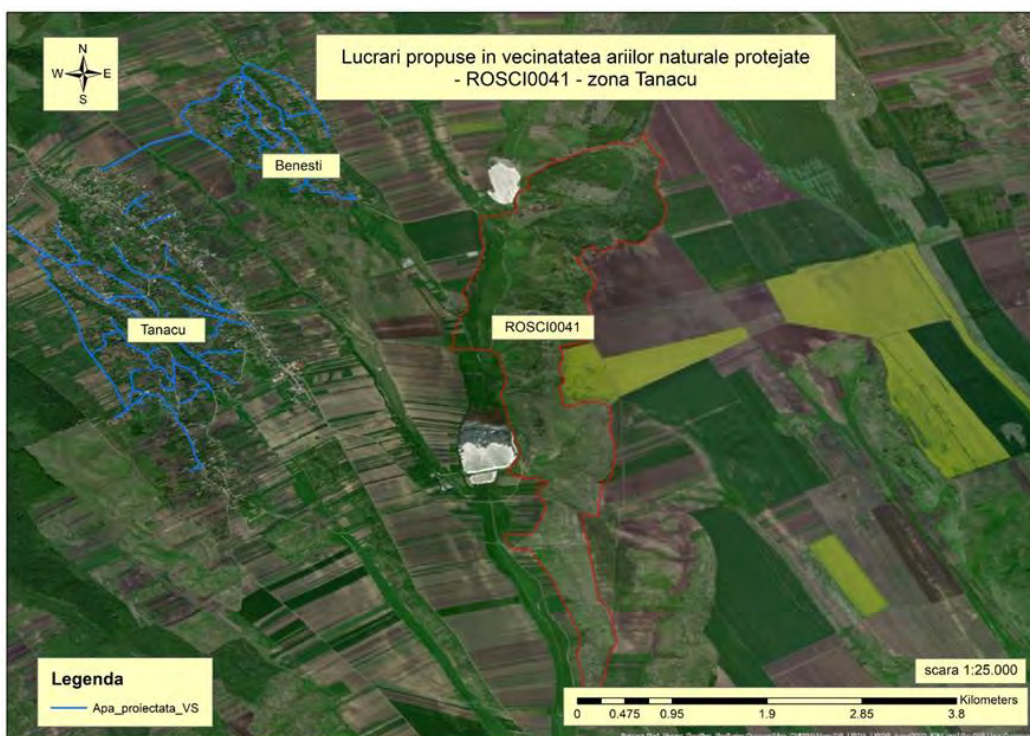 Lucrari propuse in vecinatatea ariilor naturale protejate
- ROSCI0041 - zona Tanacu
N
W E
S
Benesti
ROSCI0041
Tanacu
Legenda
Apa_proiectata_VS
scara 1:25.000
Kilometers
0 0.475 0.95 1.9 2.85 3.8